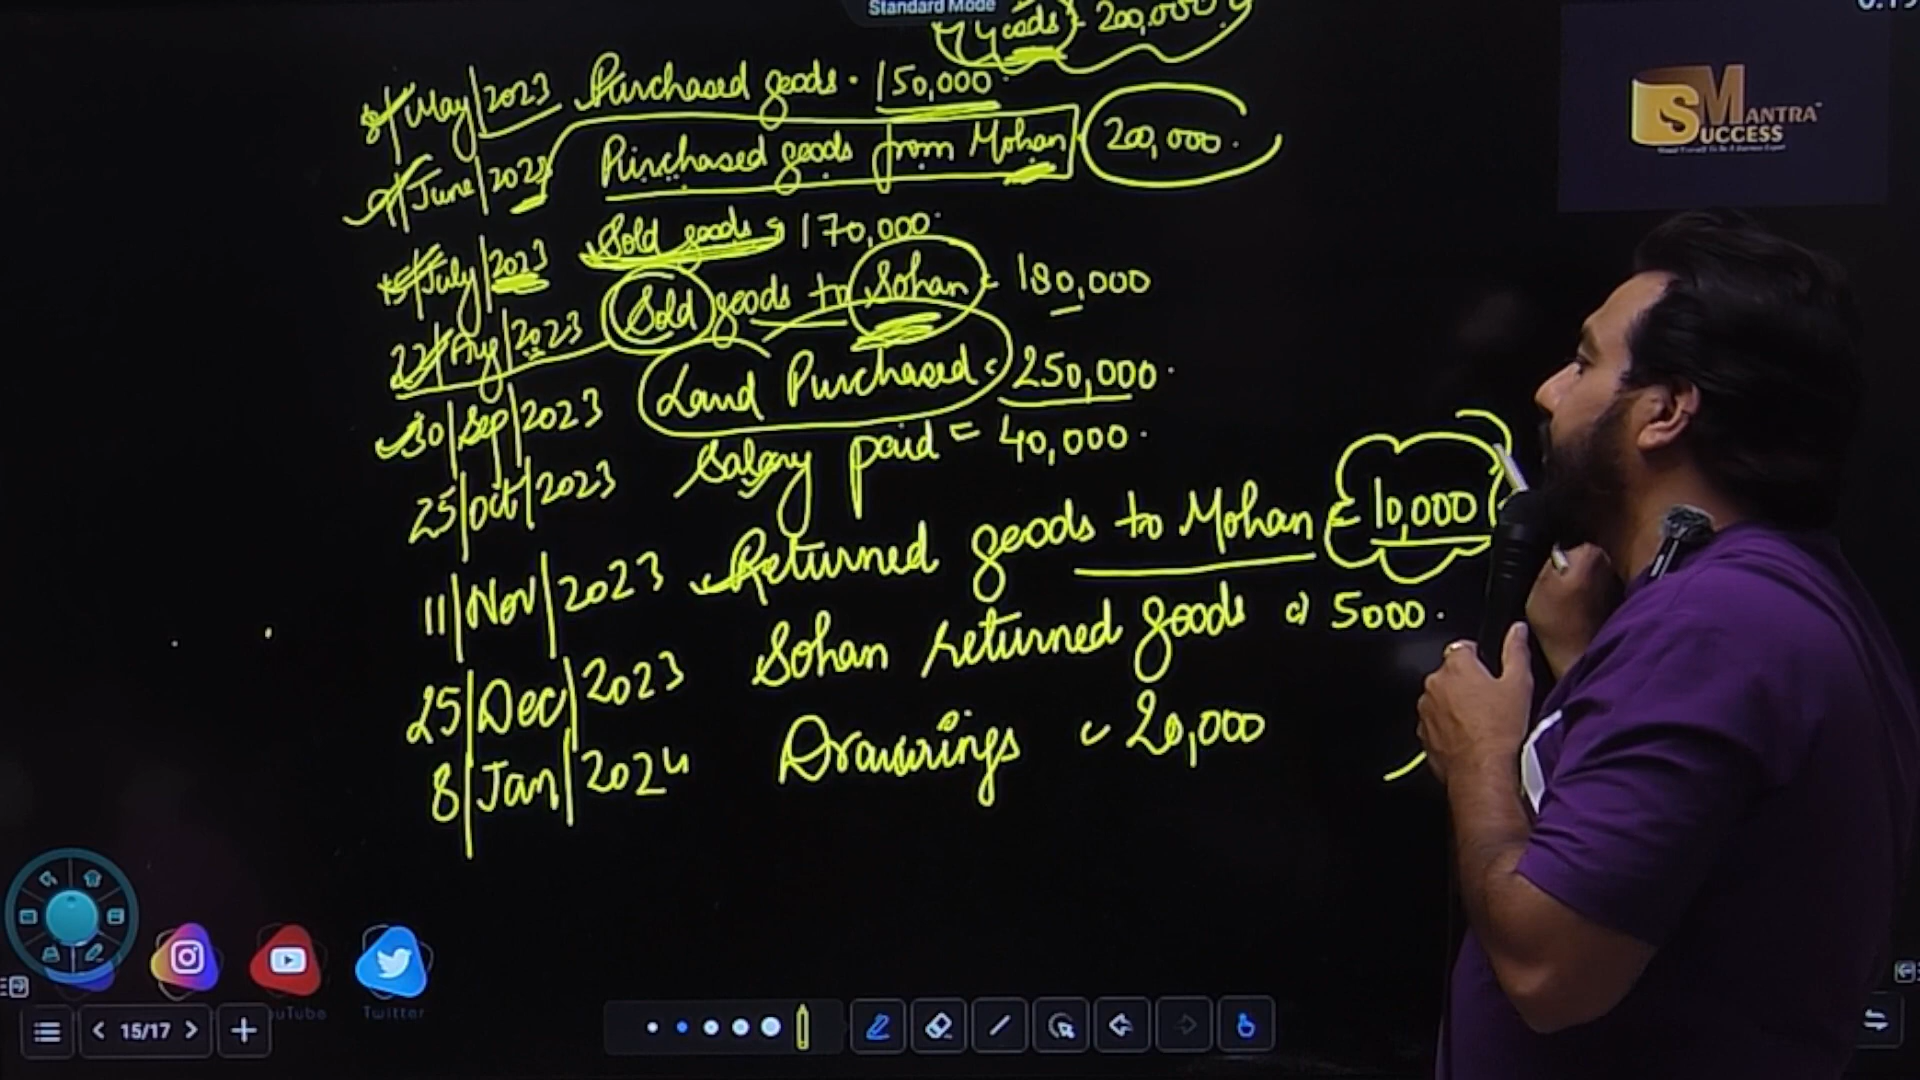 Standard Mode
goods 200,000
May|2023 Purchased goods 150,000
June|2023 Purchased goods from Mohan 200,000
15|July|2023 Sold goods = 170,000
22|Aug|2023 Sold goods to Sohan = 180,000
30|Sep|2023 Land Purchased = 250,000
25|Oct|2023 Salary paid = 40,000
11|Nov|2023 Returned goods to Mohan = 10,000
25|Dec|2023 Sohan returned goods = 5000
8|Jan|2024 Drawings = 20,000
SUCCESS MANTRA
Twitter
15/17